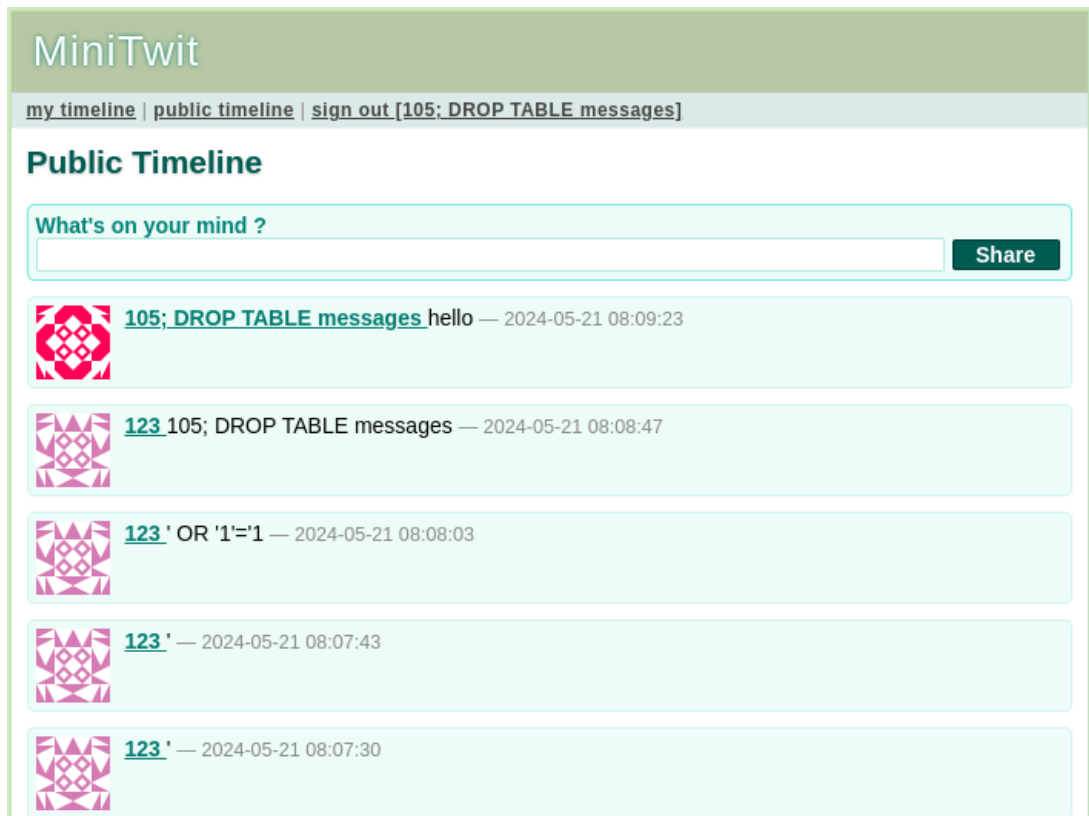 MiniTwit
my timeline | public timeline | sign out [105; DROP TABLE messages]
Public Timeline
What's on your mind ?
Share
105; DROP TABLE messages hello — 2024-05-21 08:09:23
123 105; DROP TABLE messages — 2024-05-21 08:08:47
123 ' OR '1'='1 — 2024-05-21 08:08:03
123 ' — 2024-05-21 08:07:43
123 ' — 2024-05-21 08:07:30